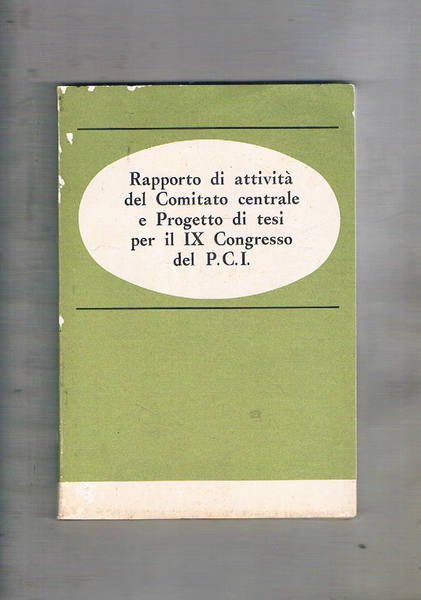 Rapporto di attività
del Comitato centrale
e Progetto di tesi
per il IX Congresso
del P.C.I.